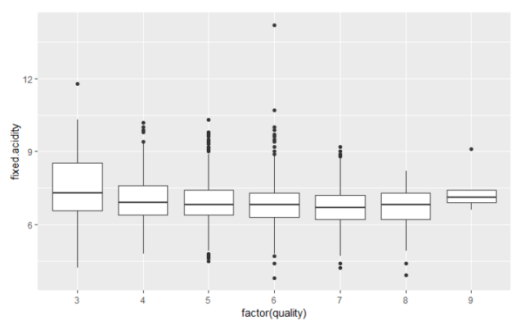 12
9
6
fixed.acidity
3 4 5 6 7 8 9
factor(quality)